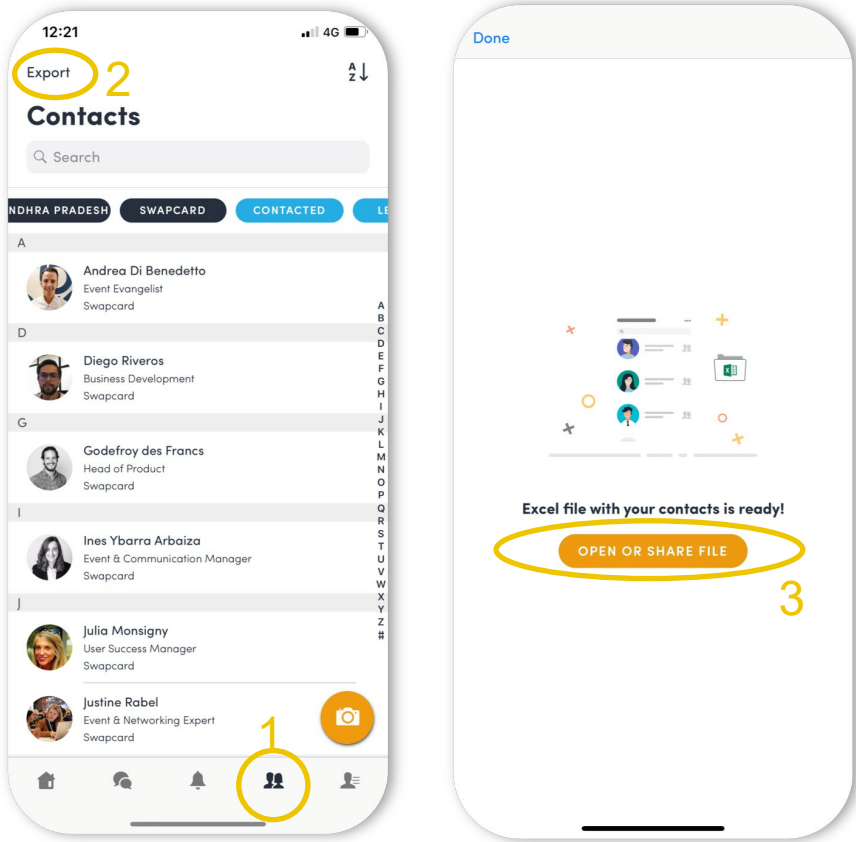 12:21
4G
Export
2
A
Z
Contacts
Search
NDHRA PRADESH
SWAPCARD
CONTACTED
LE
A
Andrea Di Benedetto
Event Evangelist
Swapcard
D
Diego Riveros
Business Development
Swapcard
G
Godefroy des Francs
Head of Product
Swapcard
I
Ines Ybarra Arbaiza
Event & Communication Manager
Swapcard
J
Julia Monsigny
User Success Manager
Swapcard
Justine Rabel
Event & Networking Expert
Swapcard
A
B
C
D
E
F
G
H
I
J
K
L
M
N
O
P
Q
R
S
T
U
V
W
X
Y
Z
#
1
Done
Excel file with your contacts is ready!
OPEN OR SHARE FILE
3